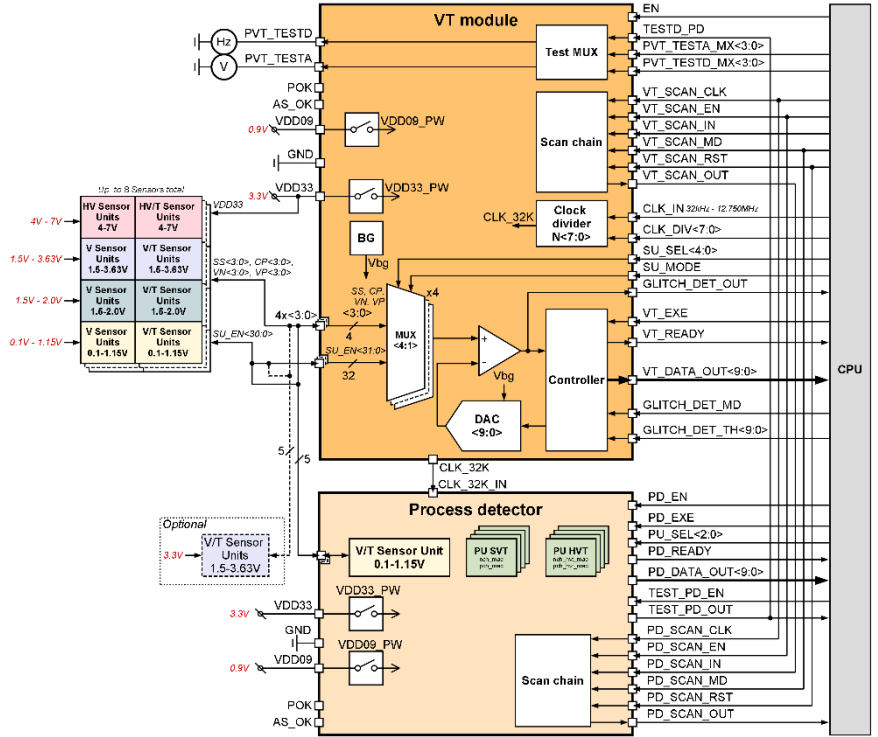 VT module
EN
TESTD_PD
PVT_TESTA_MX<3:0>
PVT_TESTD_MX<3:0>
Hz
PVT_TESTD
V
PVT_TESTA
Test MUX
POK
AS_OK
VDD09
0.9V
VDD09_PW
GND
VDD33
3.3V
VDD33_PW
Scan chain
VT_SCAN_CLK
VT_SCAN_EN
VT_SCAN_IN
VT_SCAN_MD
VT_SCAN_RST
VT_SCAN_OUT
Up to 8 Sensors total
VDD33
HV Sensor
Units
4-7V
HV/T Sensor
Units
4-7V
4V - 7V
V Sensor
Units
1.5-3.63V
V/T Sensor
Units
1.5-3.63V
1.5V - 3.63V
SS<3:0>, CP<3:0>
VN<3:0>, VP<3:0>
V Sensor
Units
1.5-2.0V
V/T Sensor
Units
1.5-2.0V
1.5V - 2.0V
V Sensor
Units
0.1-1.15V
V/T Sensor
Units
0.1-1.15V
0.1V - 1.15V
SU_EN<30:0>
CLK_32K
Clock
divider
N<7:0>
CLK_IN 32kHz - 12.750MHz
CLK_DIV<7:0>
BG
Vbg
SU_SEL<4:0>
SU_MODE
GLITCH_DET_OUT
SS, CP,
VN, VP
x4
4x<3:0>
<3:0>
4
MUX
<4:1>
SU_EN<31:0>
32
+
−
Vbg
DAC
<9:0>
Controller
VT_EXE
VT_READY
VT_DATA_OUT<9:0>
GLITCH_DET_MD
GLITCH_DET_TH<9:0>
CPU
5
5
CLK_32K
CLK_32K_IN
Process detector
Optional
3.3V
V/T Sensor
Units
1.5-3.63V
V/T Sensor Unit
0.1-1.15V
PU SVT
nch_mac
pch_mac
PU HVT
VDD33
3.3V
VDD33_PW
GND
VDD09
0.9V
VDD09_PW
POK
AS_OK
Scan chain
PD_EN
PD_EXE
PU_SEL<2:0>
PD_READY
PD_DATA_OUT<9:0>
TEST_PD_EN
TEST_PD_OUT
PD_SCAN_CLK
PD_SCAN_EN
PD_SCAN_IN
PD_SCAN_MD
PD_SCAN_RST
PD_SCAN_OUT